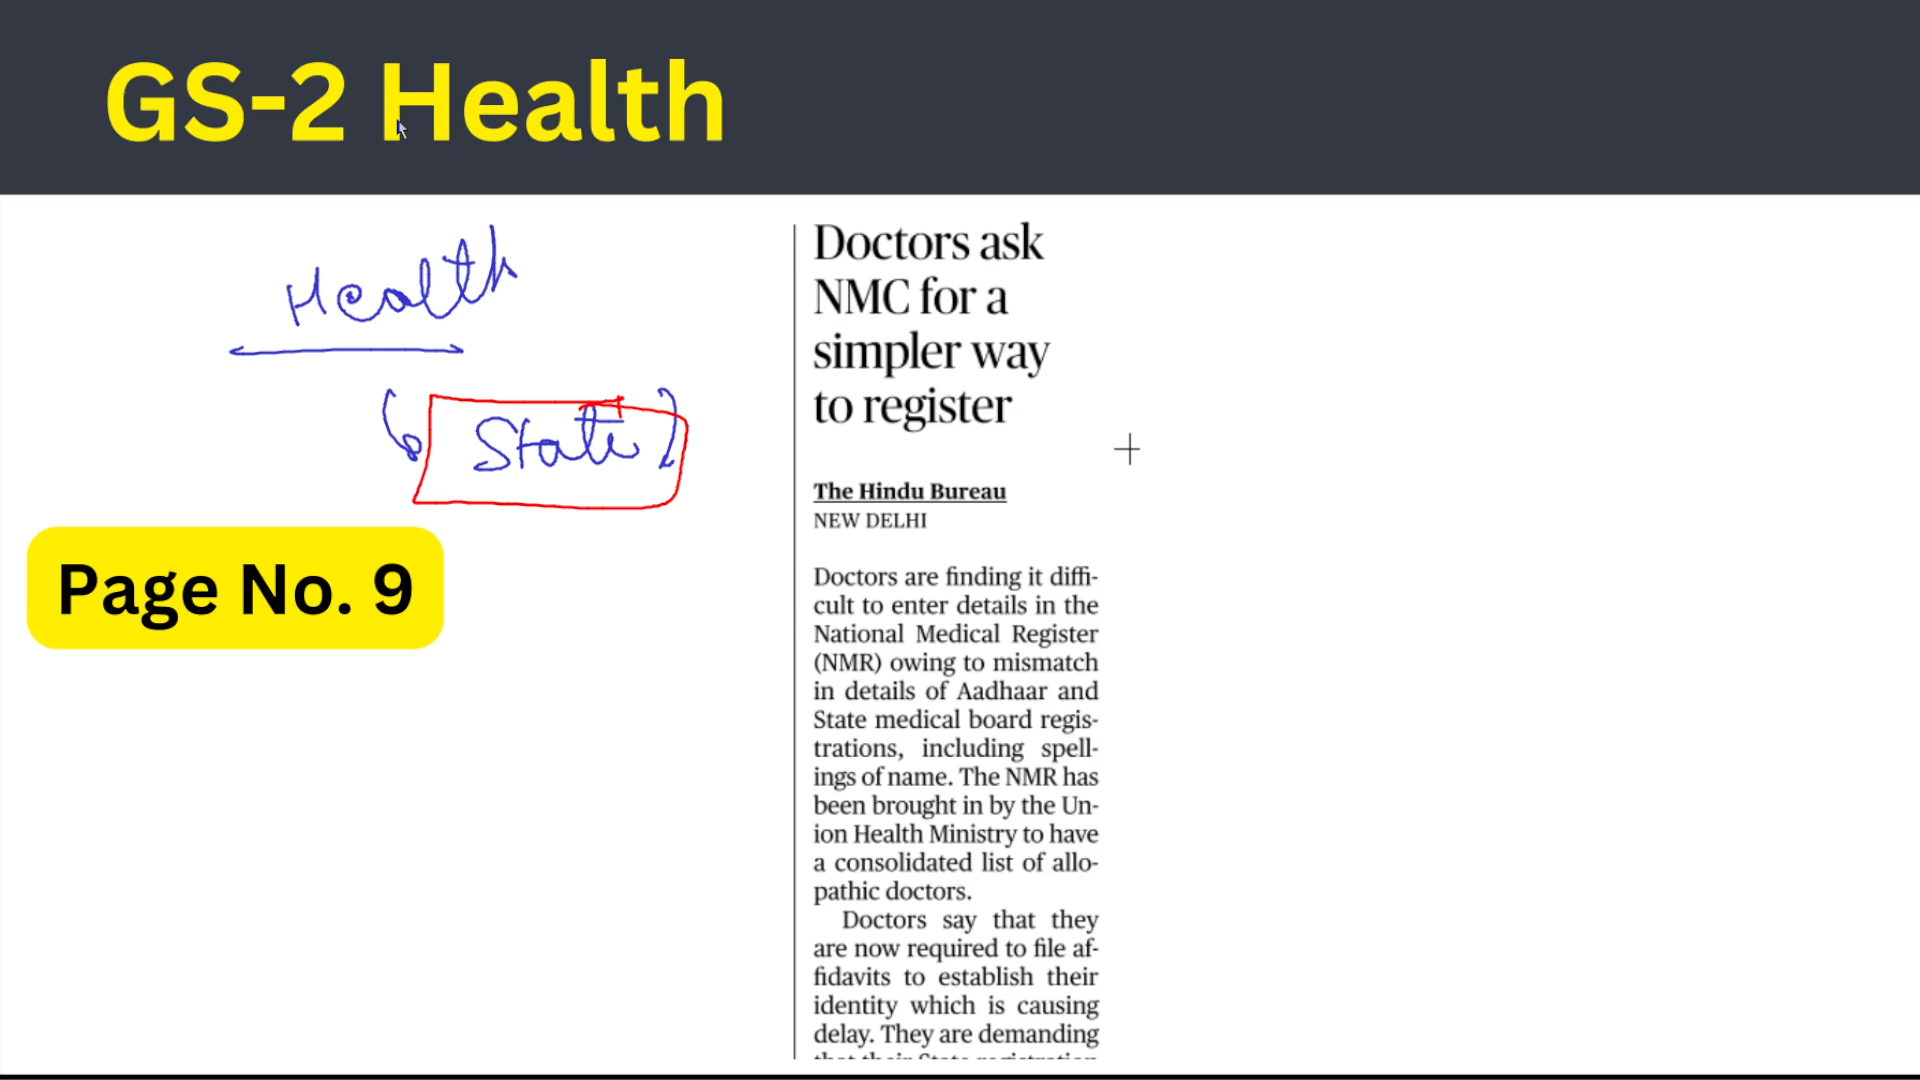 GS-2 Health
Health
State
Page No. 9
Doctors ask
NMC for a
simpler way
to register
The Hindu Bureau
NEW DELHI
Doctors are finding it diffi-
cult to enter details in the
National Medical Register
(NMR) owing to mismatch
in details of Aadhaar and
State medical board regis-
trations, including spell-
ings of name. The NMR has
been brought in by the Un-
ion Health Ministry to have
a consolidated list of allo-
pathic doctors.
Doctors say that they
are now required to file af-
fidavits to establish their
identity which is causing
delay. They are demanding
that their State registration